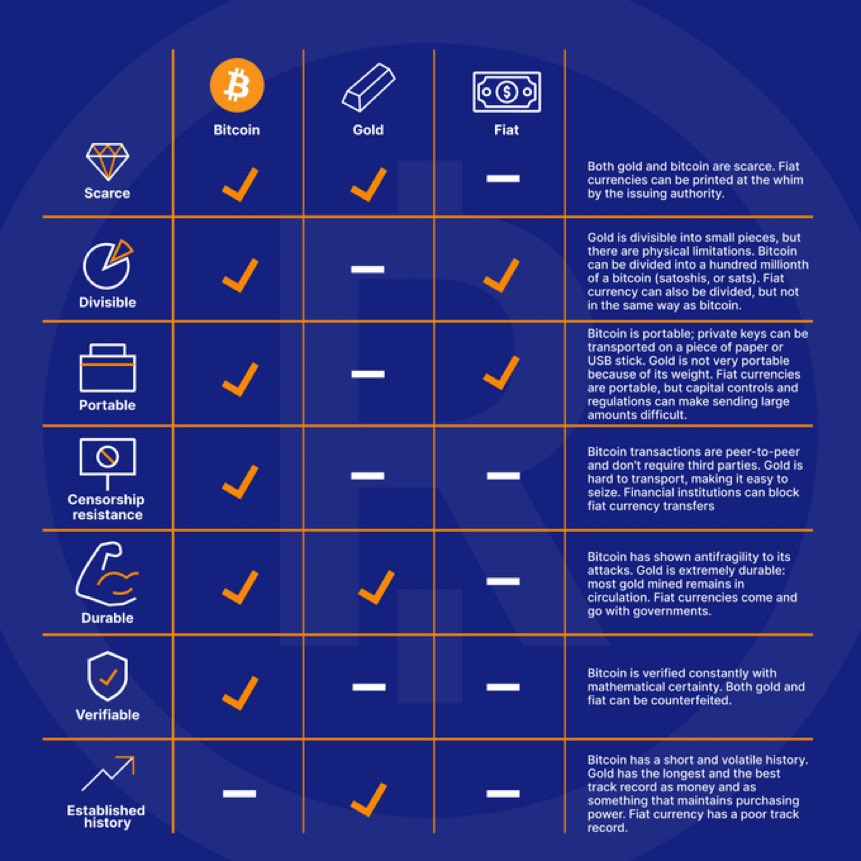 Bitcoin
Gold
Fiat
Scarce
Both gold and bitcoin are scarce. Fiat
currencies can be printed at the whim
by the issuing authority.
Divisible
Gold is divisible into small pieces, but
there are physical limitations. Bitcoin
can be divided into a hundred millionth
of a bitcoin (satoshis, or sats). Fiat
currency can also be divided, but not
in the same way as bitcoin.
Portable
Bitcoin is portable; private keys can be
transported on a piece of paper or
USB stick. Gold is not very portable
because of its weight. Fiat currencies
are portable, but capital controls and
regulations can make sending large
amounts difficult.
Censorship
resistance
Bitcoin transactions are peer-to-peer
and don't require third parties. Gold is
hard to transport, making it easy to
seize. Financial institutions can block
fiat currency transfers
Durable
Bitcoin has shown antifragility to its
attacks. Gold is extremely durable:
most gold mined remains in
circulation. Fiat currencies come and
go with governments.
Verifiable
Bitcoin is verified constantly with
mathematical certainty. Both gold and
fiat can be counterfeited.
Established
history
Bitcoin has a short and volatile history.
Gold has the longest and the best
track record as money and as
something that maintains purchasing
power. Fiat currency has a poor track
record.